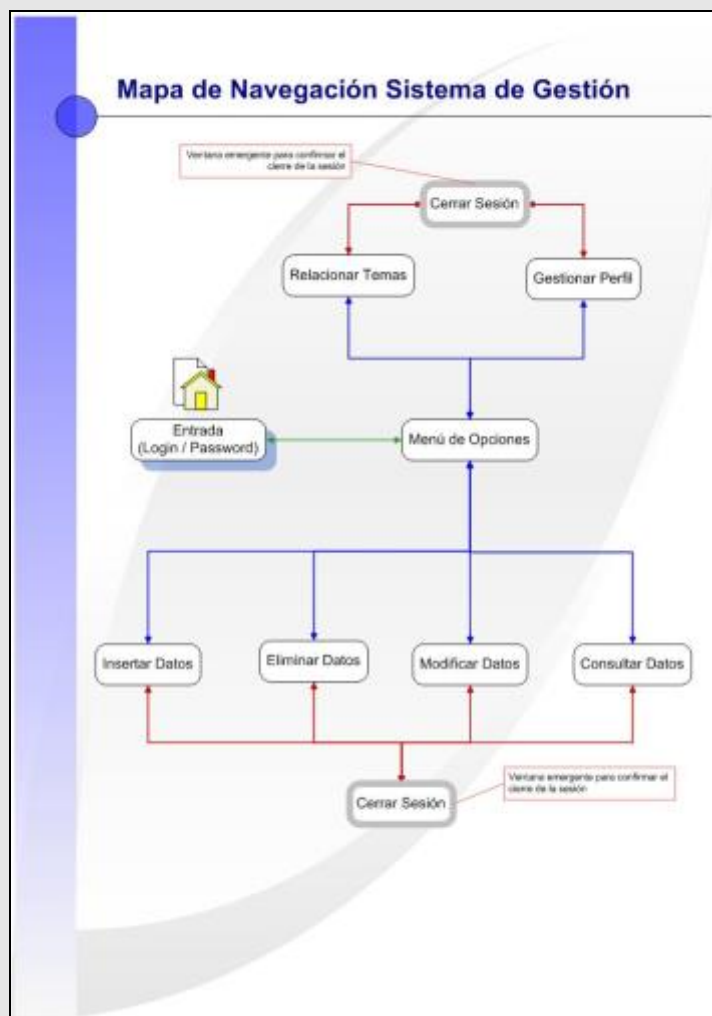 Mapa de Navegación Sistema de Gestión
Ventana emergente para confirmar el
cierre de la sesión
Cerrar Sesión
Relacionar Temas
Gestionar Perfil
Entrada
(Login / Password)
Menú de Opciones
Insertar Datos
Eliminar Datos
Modificar Datos
Consultar Datos
Ventana emergente para confirmar el
cierre de la sesión
Cerrar Sesión